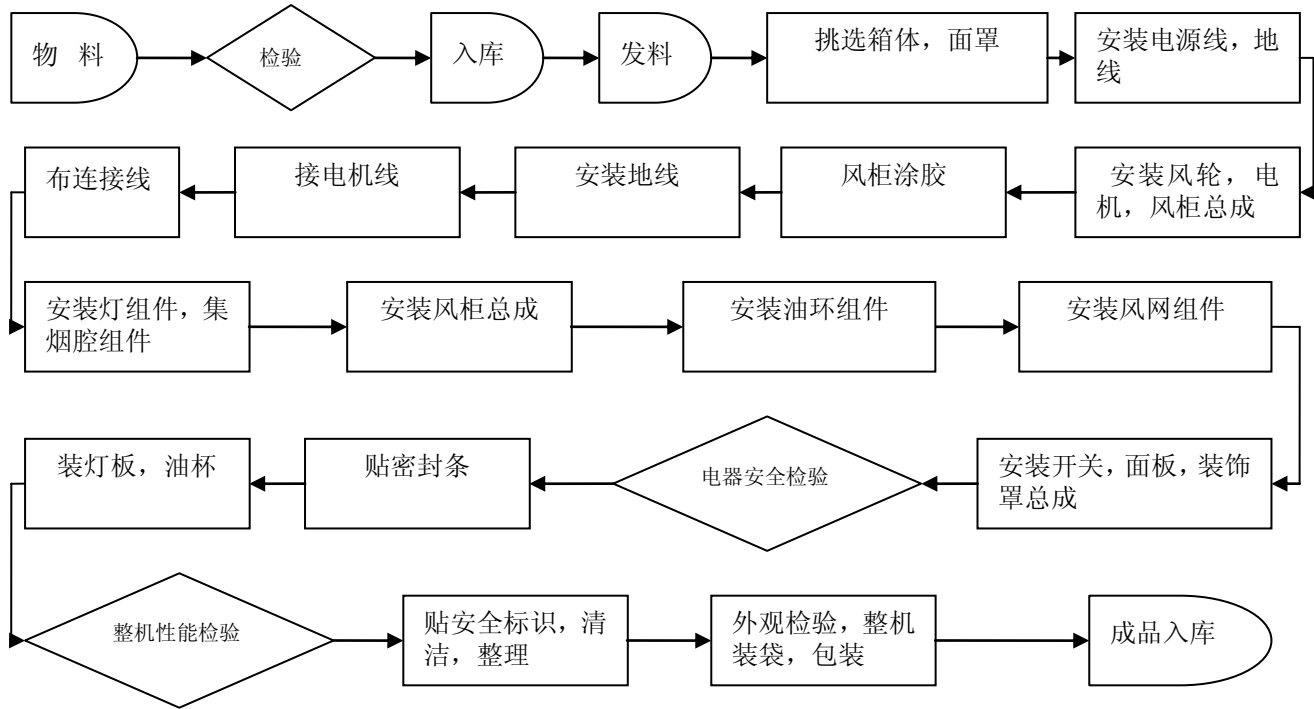 物 料
检验
入库
发料
挑选箱体，面罩
安装电源线，地
线
布连接线
接电机线
安装地线
风柜涂胶
安装风轮，电
机，风柜总成
安装灯组件，集
烟腔组件
安装风柜总成
安装油环组件
安装风网组件
装灯板，油杯
贴密封条
电器安全检验
安装开关，面板，装饰
罩总成
整机性能检验
贴安全标识，清
洁，整理
外观检验，整机
装袋，包装
成品入库